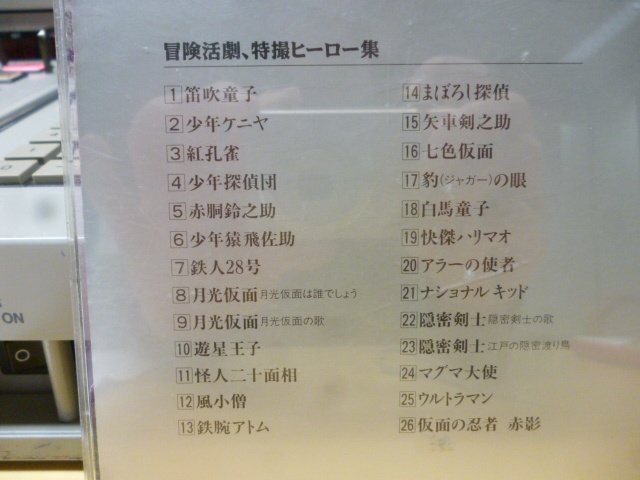 冒険活劇、特撮ヒーロー集
1 笛吹童子
2 少年ケニヤ
3 紅孔雀
4 少年探偵団
5 赤胴鈴之助
6 少年猿飛佐助
7 鉄人28号
8 月光仮面 月光仮面は誰でしょう
9 月光仮面 月光仮面の歌
10 遊星王子
11 怪人二十面相
12 風小僧
13 鉄腕アトム
14 まぼろし探偵
15 矢車剣之助
16 七色仮面
17 豹(ジャガー)の眼
18 白馬童子
19 快傑ハリマオ
20 アラーの使者
21 ナショナル キッド
22 隠密剣士 隠密剣士の歌
23 隠密剣士 江戸の隠密渡り鳥
24 マグマ大使
25 ウルトラマン
26 仮面の忍者 赤影
ON